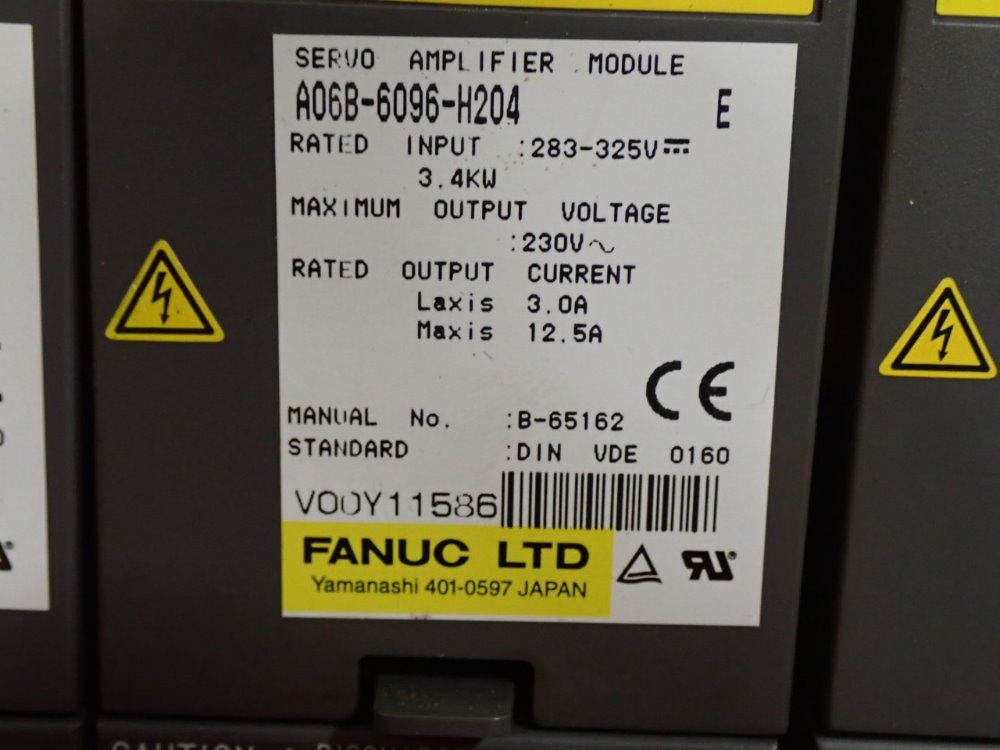 SERVO AMPLIFIER MODULE
A06B-6096-H204 E
RATED INPUT :283-325V⎓
3.4KW
MAXIMUM OUTPUT VOLTAGE
:230V~
RATED OUTPUT CURRENT
Laxis 3.0A
Maxis 12.5A
CE
MANUAL No. :B-65162
STANDARD :DIN VDE 0160
V00Y11586
FANUC LTD
Yamanashi 401-0597 JAPAN